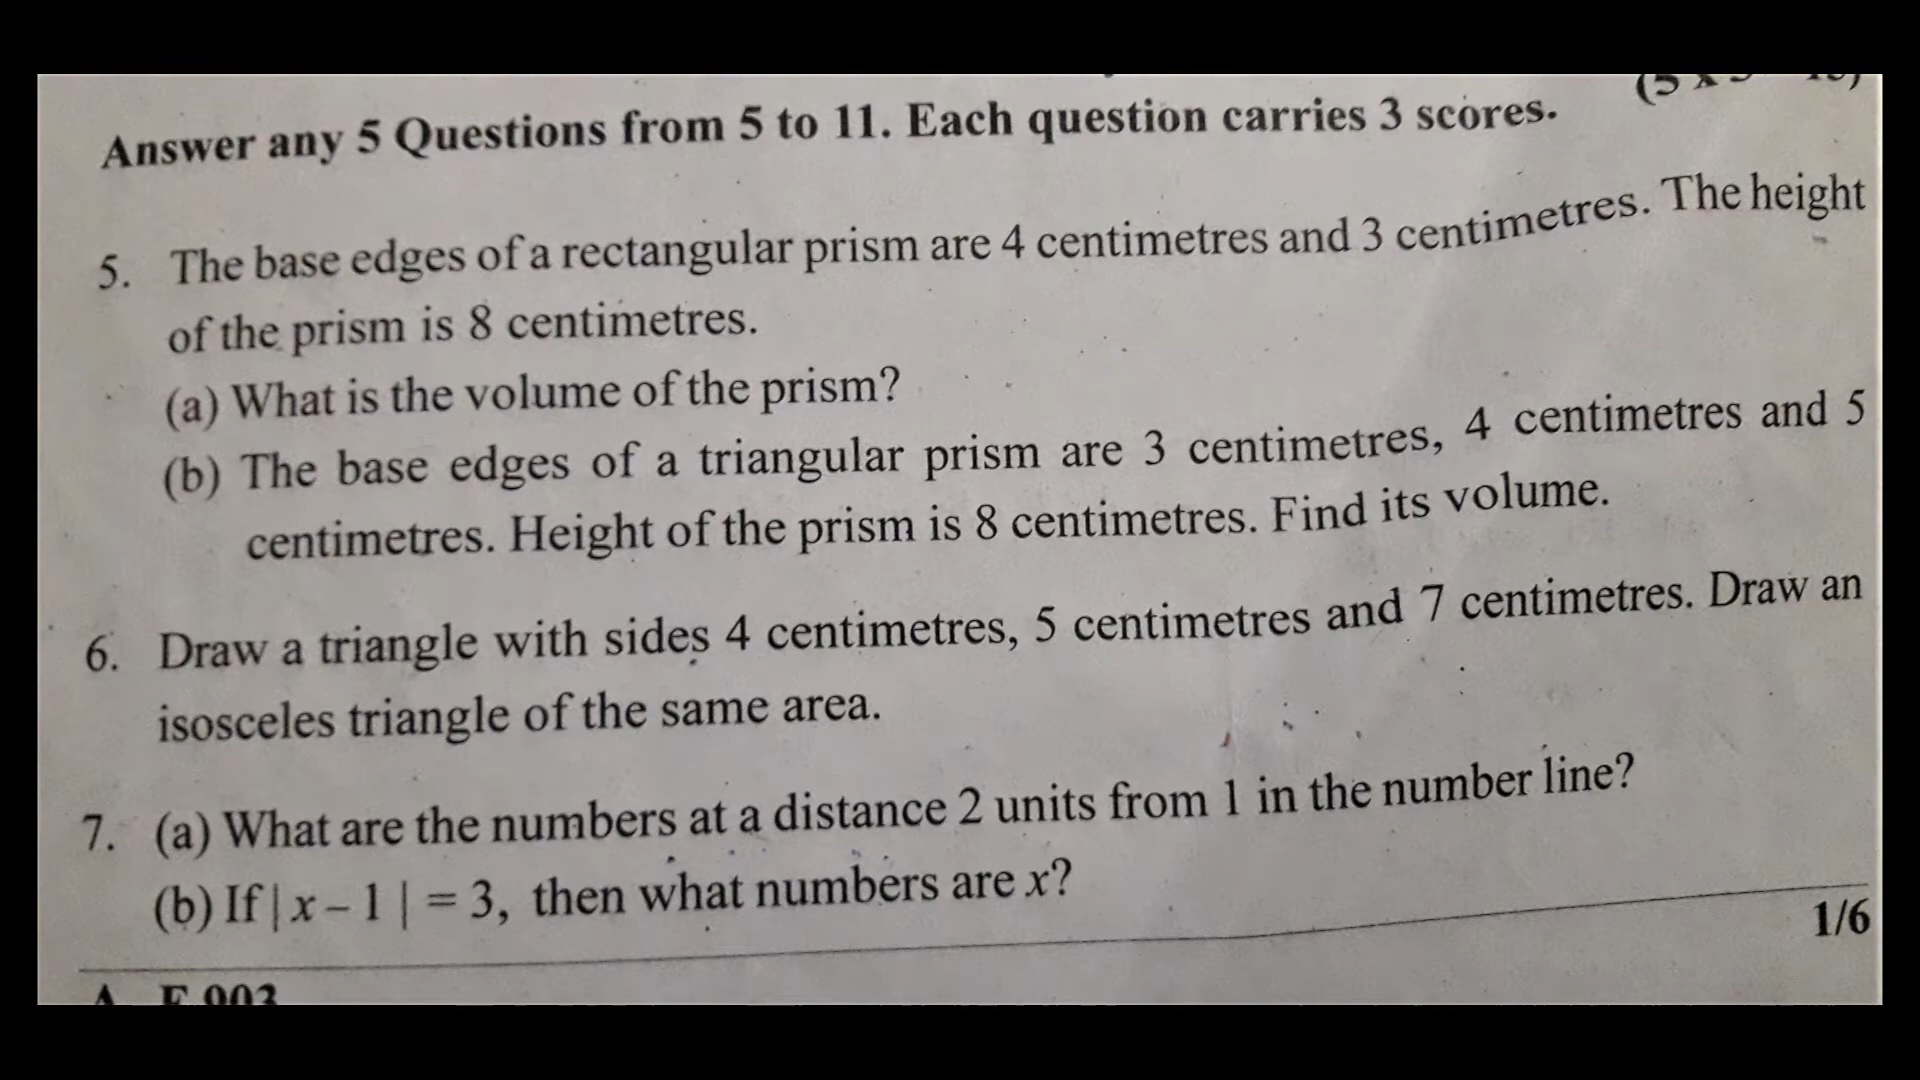 Answer any 5 Questions from 5 to 11. Each question carries 3 scores.
5. The base edges of a rectangular prism are 4 centimetres and 3 centimetres. The height
of the prism is 8 centimetres.
(a) What is the volume of the prism?
(b) The base edges of a triangular prism are 3 centimetres, 4 centimetres and 5
centimetres. Height of the prism is 8 centimetres. Find its volume.
6. Draw a triangle with sides 4 centimetres, 5 centimetres and 7 centimetres. Draw an
isosceles triangle of the same area.
7. (a) What are the numbers at a distance 2 units from 1 in the number line?
(b) If | x – 1 | = 3, then what numbers are x?
1/6